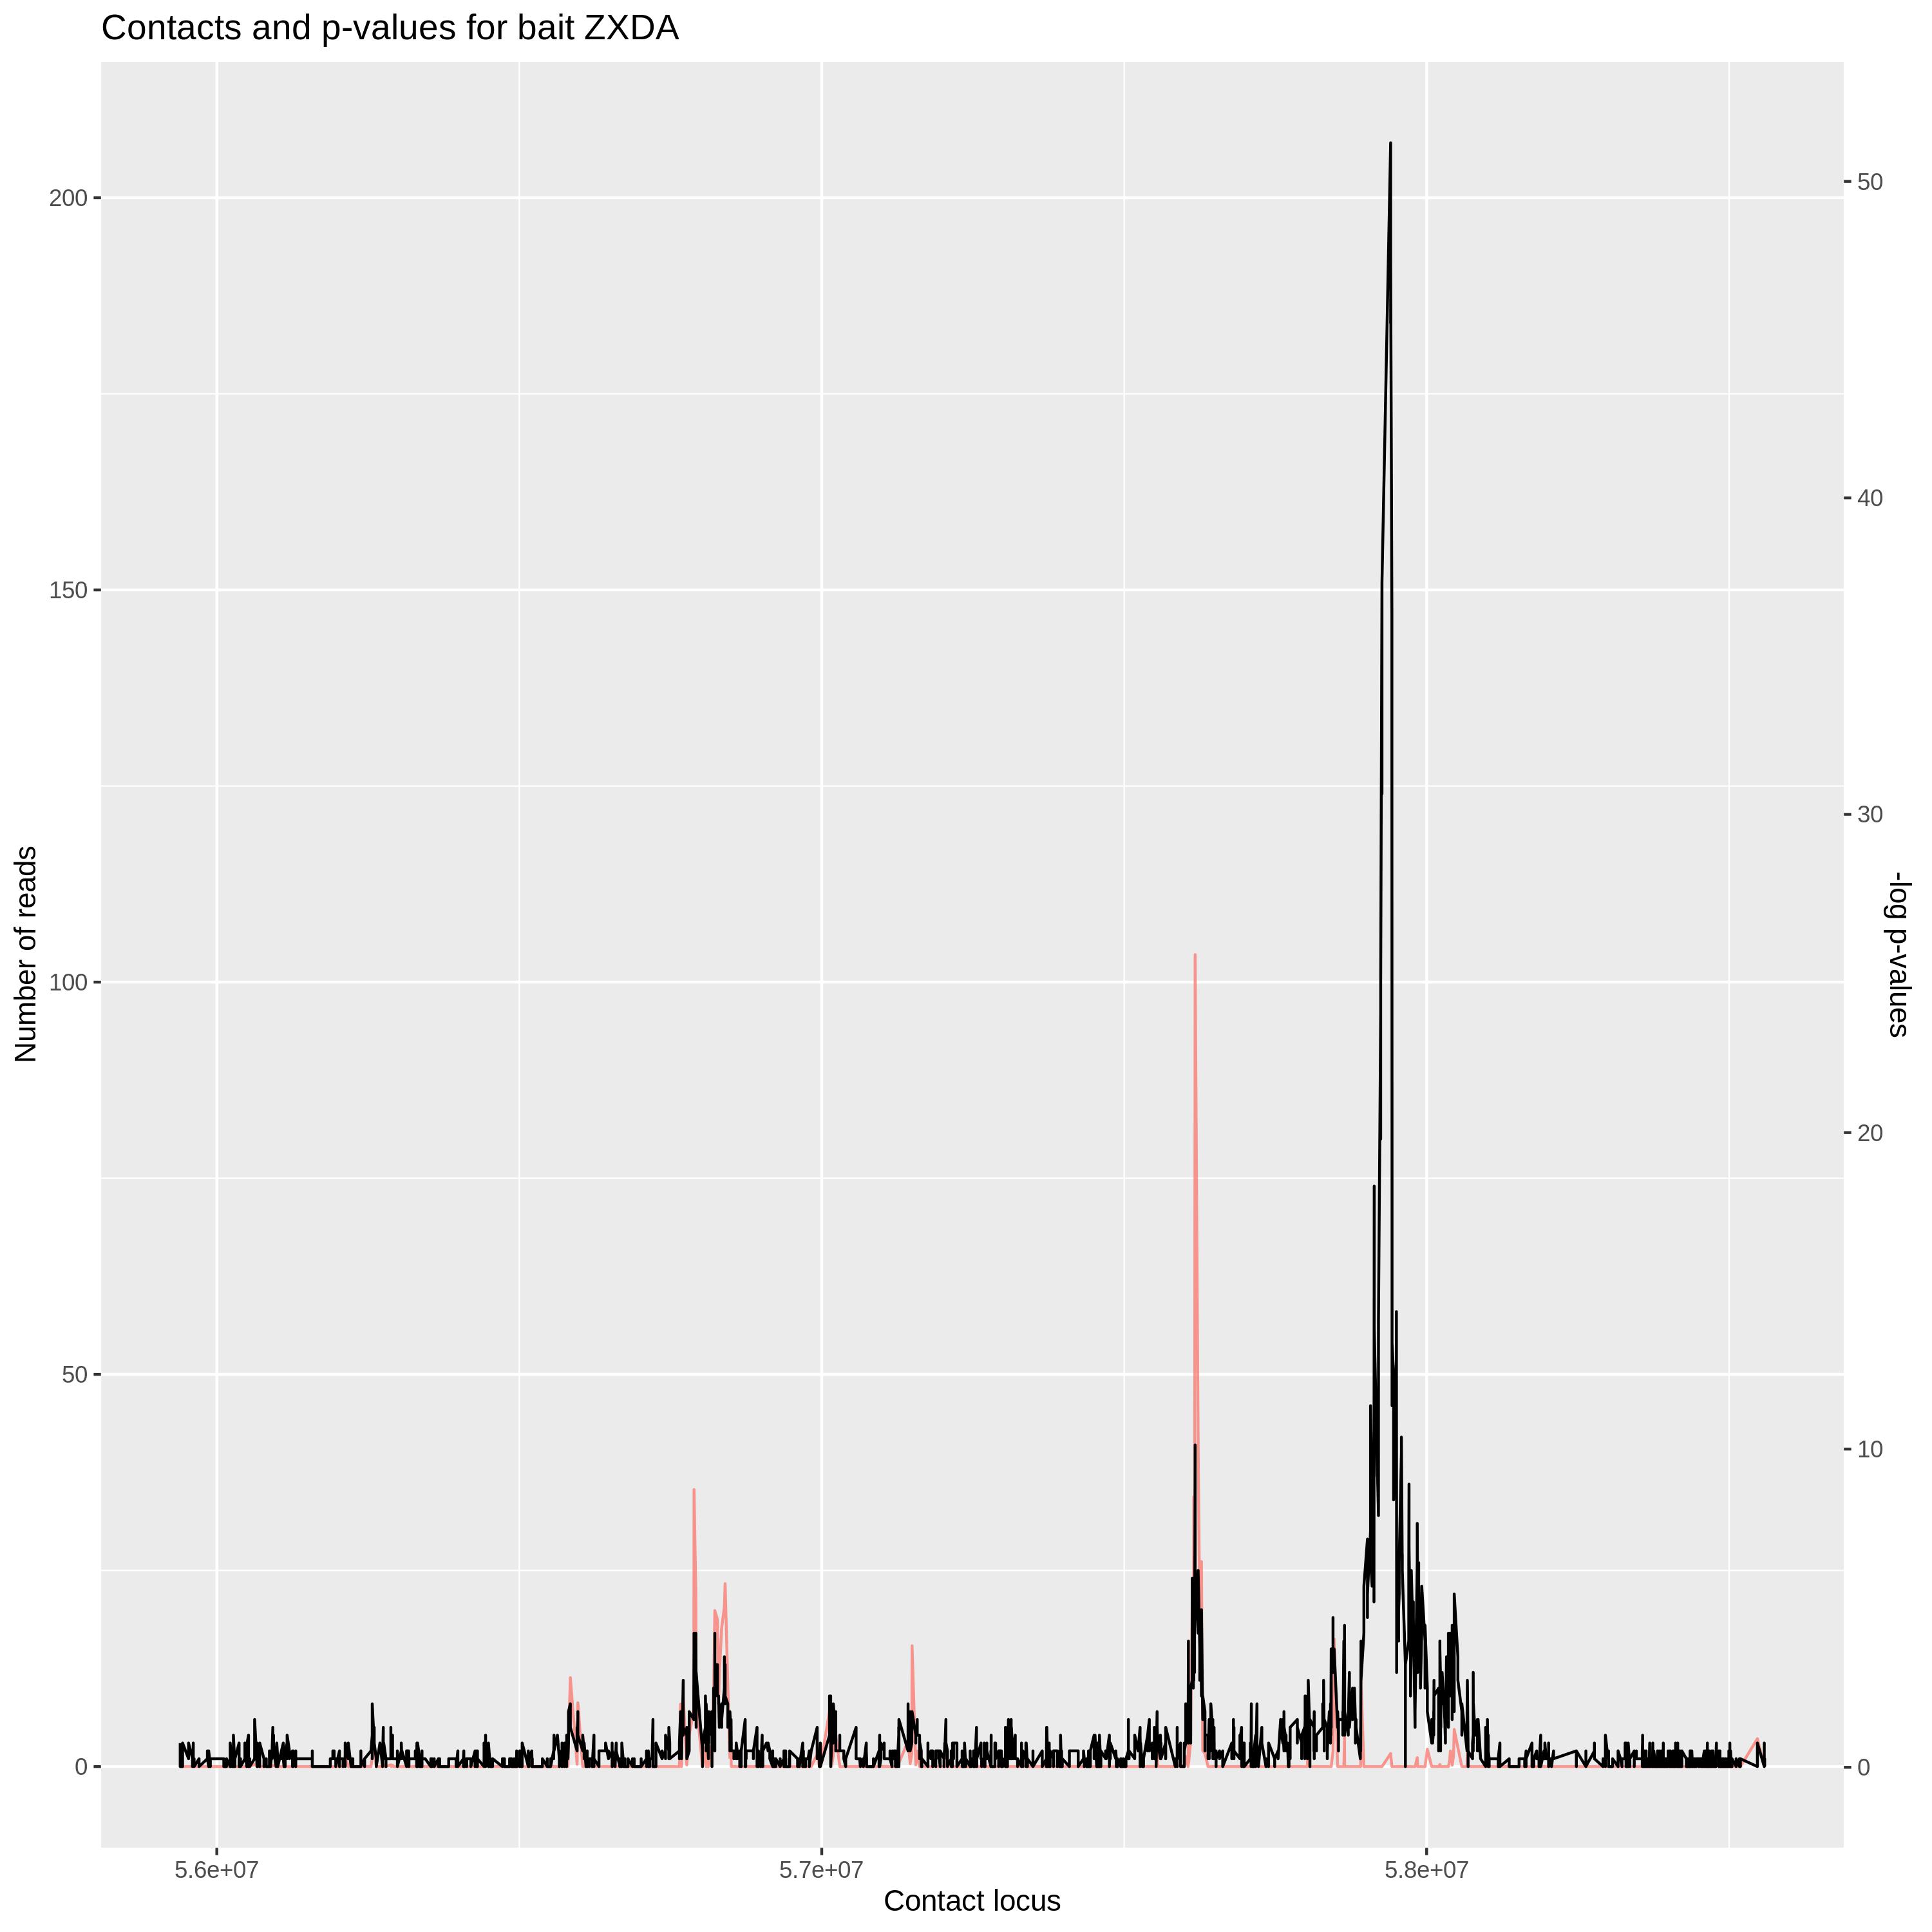 Contacts and p-values for bait ZXDA
Number of reads
200
150
100
50
0
50
40
30
20
10
0
-log p-values
5.6e+07
5.7e+07
5.8e+07
Contact locus